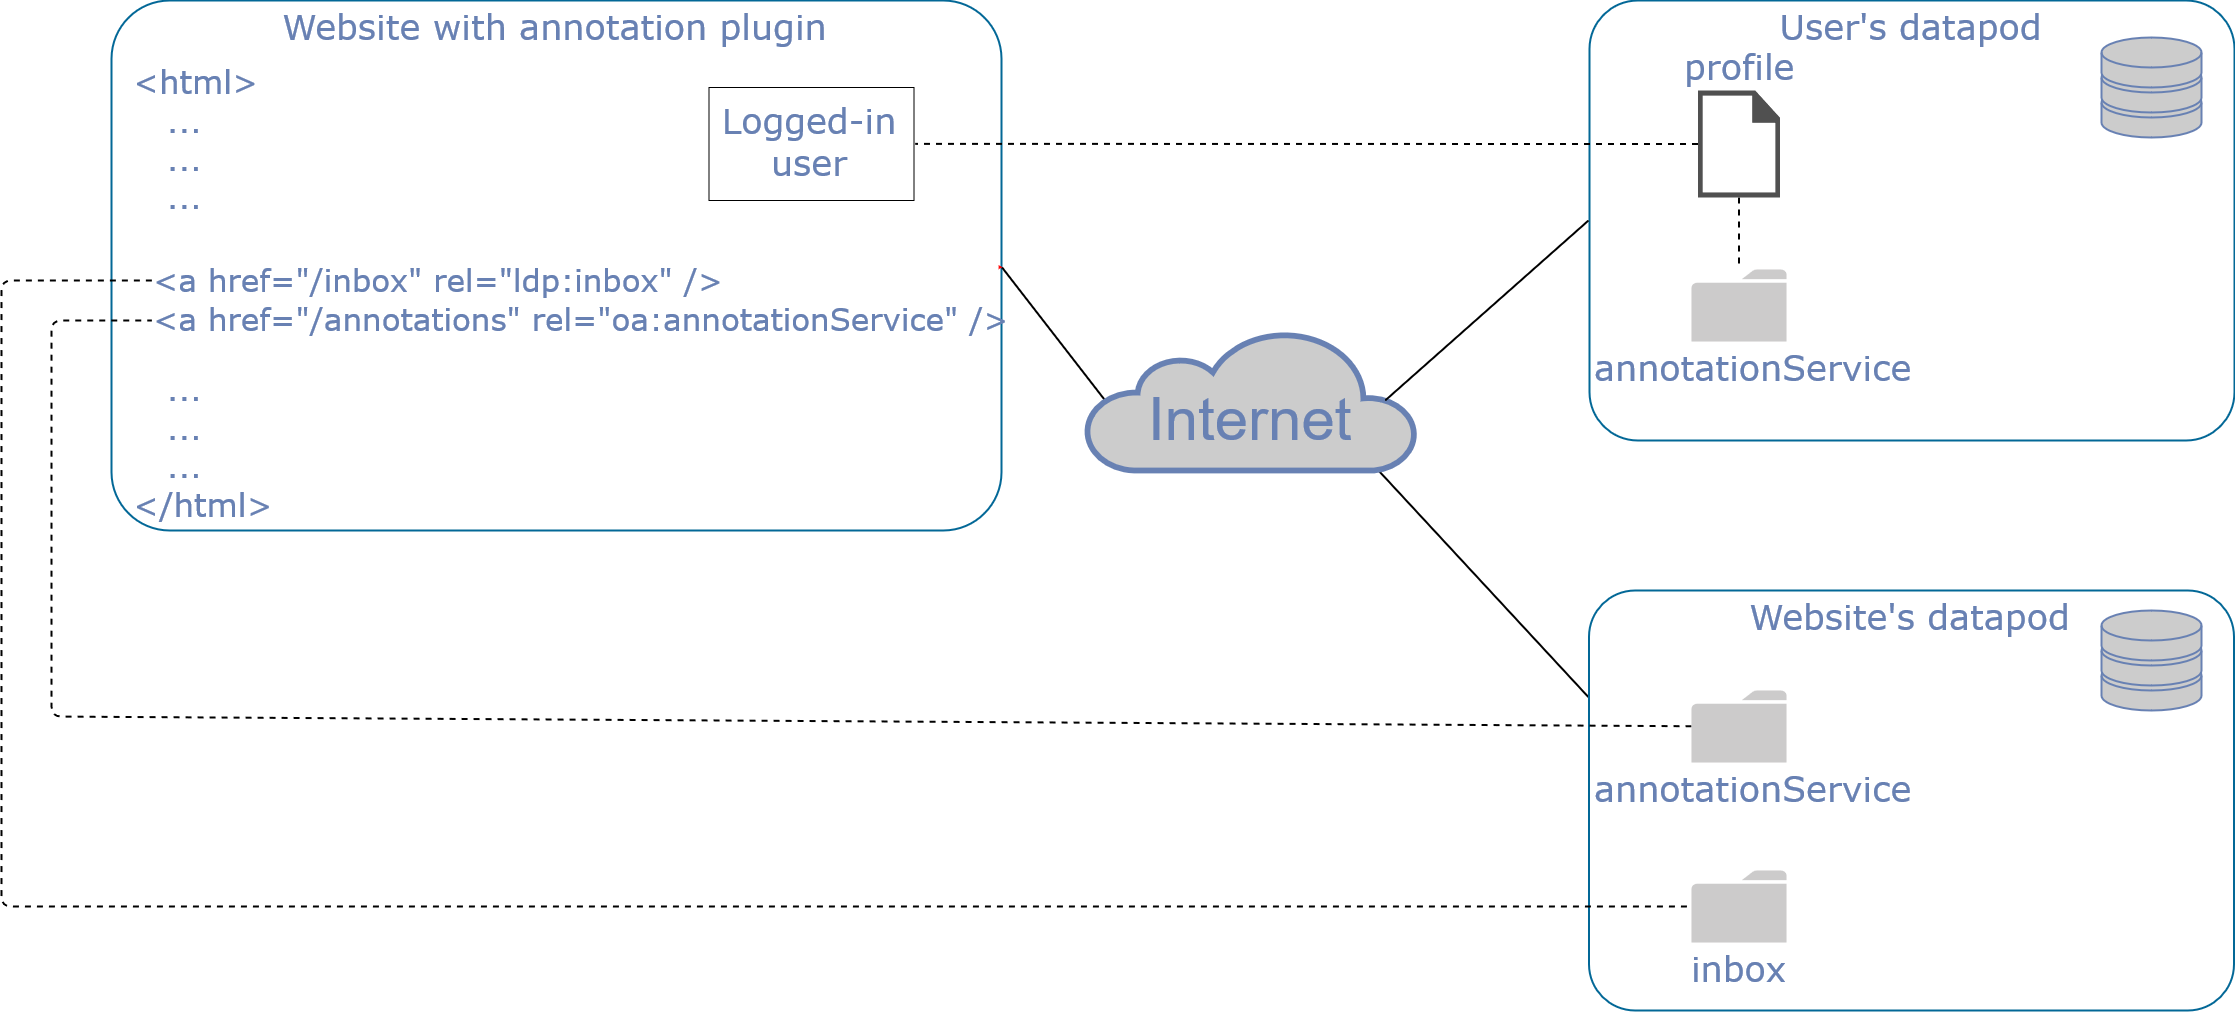 Website with annotation plugin
<html>
...
...
...
Logged-in
user
<a href="/inbox" rel="ldp:inbox" />
<a href="/annotations" rel="oa:annotationService" />
...
...
...
</html>
Internet
User's datapod
profile
annotationService
Website's datapod
annotationService
inbox